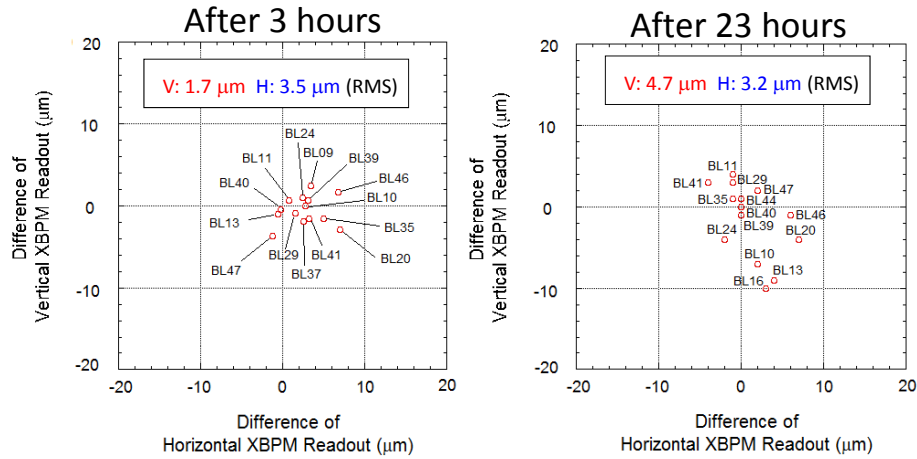 After 3 hours
20
10
0
-10
-20
-20
-10
0
10
20
Difference of
Vertical XBPM Readout (μm)
Difference of
Horizontal XBPM Readout (μm)
V: 1.7 μm H: 3.5 μm (RMS)
BL24
BL09
BL11
BL39
BL40
BL46
BL10
BL13
BL35
BL47
BL29
BL41
BL20
BL37
After 23 hours
20
10
0
-10
-20
-20
-10
0
10
20
Difference of
Vertical XBPM Readout (μm)
Difference of
Horizontal XBPM Readout (μm)
V: 4.7 μm H: 3.2 μm (RMS)
BL11
BL41
BL29
BL47
BL35
BL44
BL40
BL46
BL39
BL24
BL20
BL10
BL13
BL16